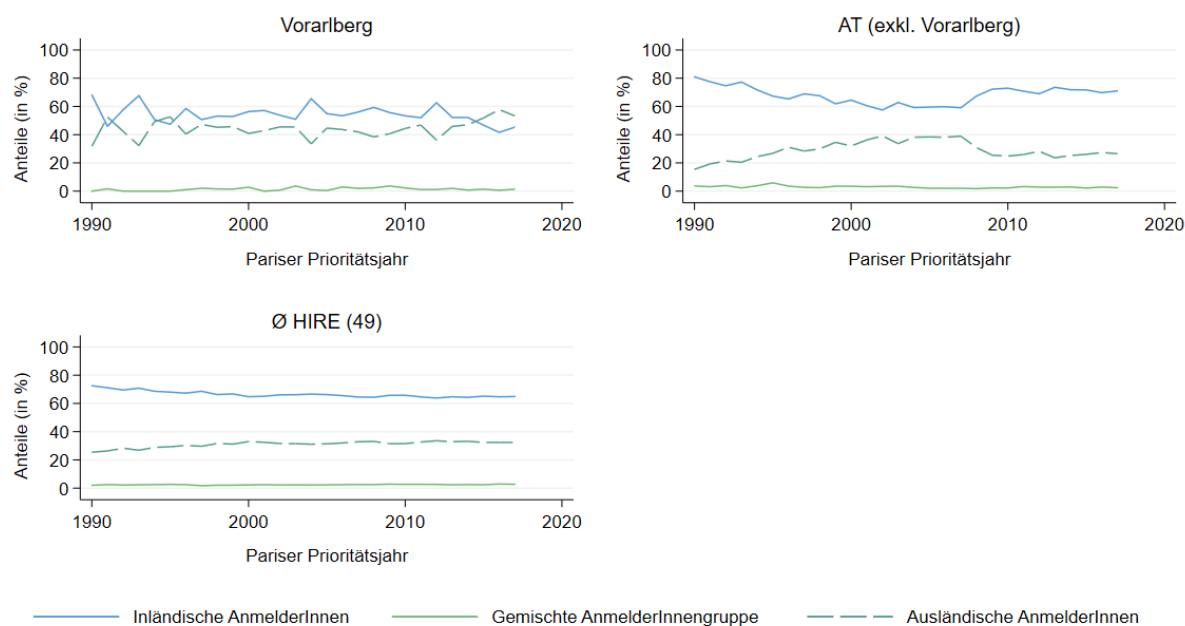 Vorarlberg
Anteile (in %)
100
80
60
40
20
0
1990 2000 2010 2020
Pariser Prioritätsjahr
AT (exkl. Vorarlberg)
Anteile (in %)
100
80
60
40
20
0
1990 2000 2010 2020
Pariser Prioritätsjahr
Ø HIRE (49)
Anteile (in %)
100
80
60
40
20
0
1990 2000 2010 2020
Pariser Prioritätsjahr
Inländische AnmelderInnen Gemischte AnmelderInnengruppe Ausländische AnmelderInnen